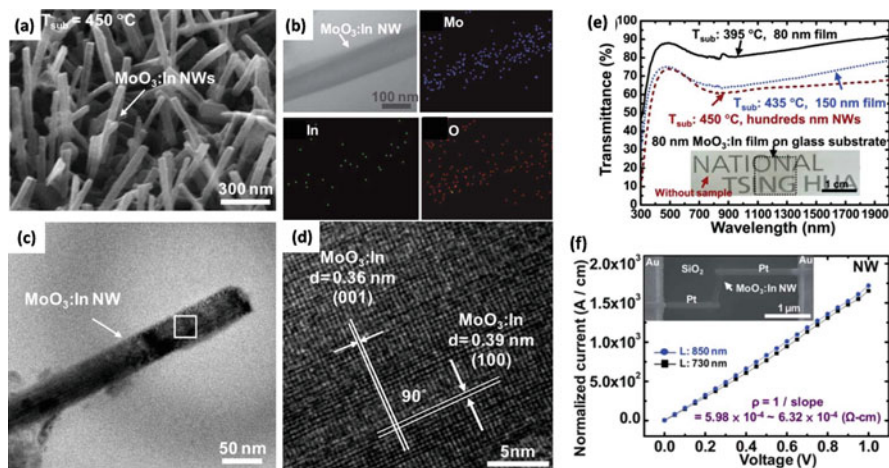 (a)
T sub = 450 °C
MoO3:In NWs
300 nm
(b)
MoO3:In NW
100 nm
Mo
In
O
(c)
MoO3:In NW
50 nm
(d)
MoO3:In
d=0.36 nm
(001)
MoO3:In
d=0.39 nm
(100)
90°
5nm
(e)
Transmittance (%)
100
90
80
70
60
50
40
30
20
10
0
Tsub: 395 °C, 80 nm film
Tsub: 435 °C, 150 nm film
Tsub: 450 °C, hundreds nm NWs
80 nm MoO3:In film on glass substrate
NATIONAL
TSING HUA
Without sample
1 cm
300 500 700 900 1100 1300 1500 1700 1900
Wavelength (nm)
(f)
Normalized current (A / cm)
2.0x10³
1.5x10³
1.0x10³
5.0x10²
0.0
Au
SiO2
Pt
Au
Pt
MoO3:In NW
1 µm
NW
L: 850 nm
L: 730 nm
ρ = 1 / slope
= 5.98 × 10⁻⁴ ~ 6.32 × 10⁻⁴ (Ω-cm)
0.0 0.2 0.4 0.6 0.8 1.0
Voltage (V)